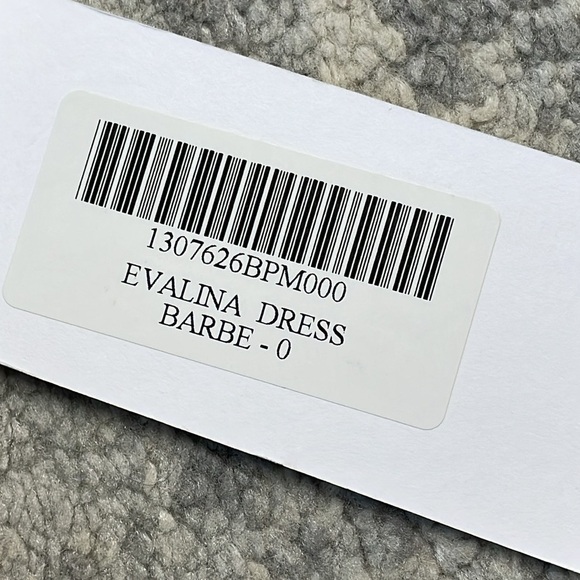 1307626BPM000
EVALINA DRESS
BARBE - 0